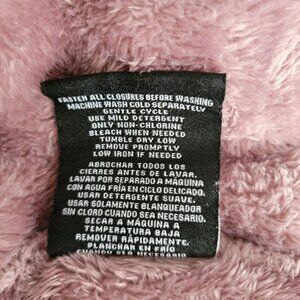 FASTEN ALL CLOSURES BEFORE WASHING
MACHINE WASH COLD SEPARATELY
GENTLE CYCLE
USE MILD DETERGENT
ONLY NON-CHLORINE
BLEACH WHEN NEEDED
TUMBLE DRY LOW
REMOVE PROMPTLY
LOW IRON IF NEEDED
ABROCHAR TODOS LOS
CIERRES ANTES DE LAVAR.
LAVAR POR SEPARADO A MÁQUINA
CON AGUA FRÍA EN CICLO DELICADO.
USAR DETERGENTE SUAVE.
USAR SOLAMENTE BLANQUEADOR
SIN CLORO CUANDO SEA NECESARIO.
SECAR A MÁQUINA A
TEMPERATURA BAJA
REMOVER RÁPIDAMENTE.
PLANCHAR EN FRÍO
CUANDO SEA NECESARIO.